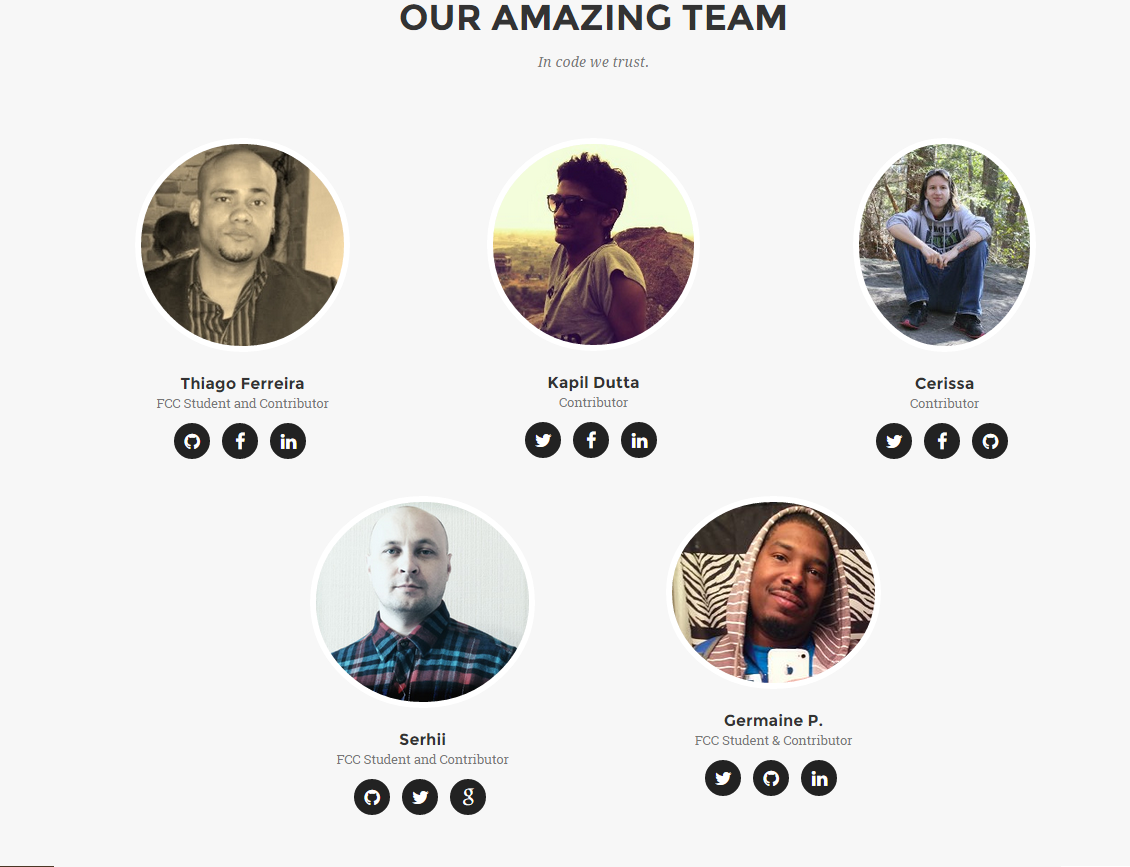 OUR AMAZING TEAM
In code we trust.
Thiago Ferreira
FCC Student and Contributor
Kapil Dutta
Contributor
Cerissa
Contributor
Serhii
FCC Student and Contributor
Germaine P.
FCC Student & Contributor